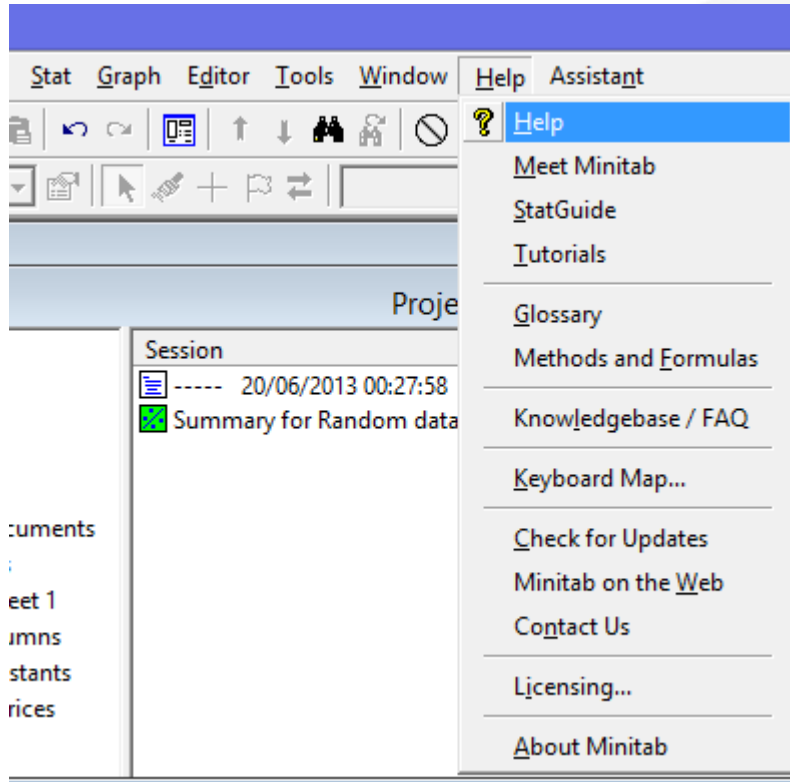 Stat Graph Editor Tools Window Help Assistant
Help
Meet Minitab
StatGuide
Tutorials
Glossary
Methods and Formulas
Knowledgebase / FAQ
Keyboard Map...
Check for Updates
Minitab on the Web
Contact Us
Licensing...
About Minitab
Proje
Session
----- 20/06/2013 00:27:58
Summary for Random data
cuments
eet 1
umns
stants
rices